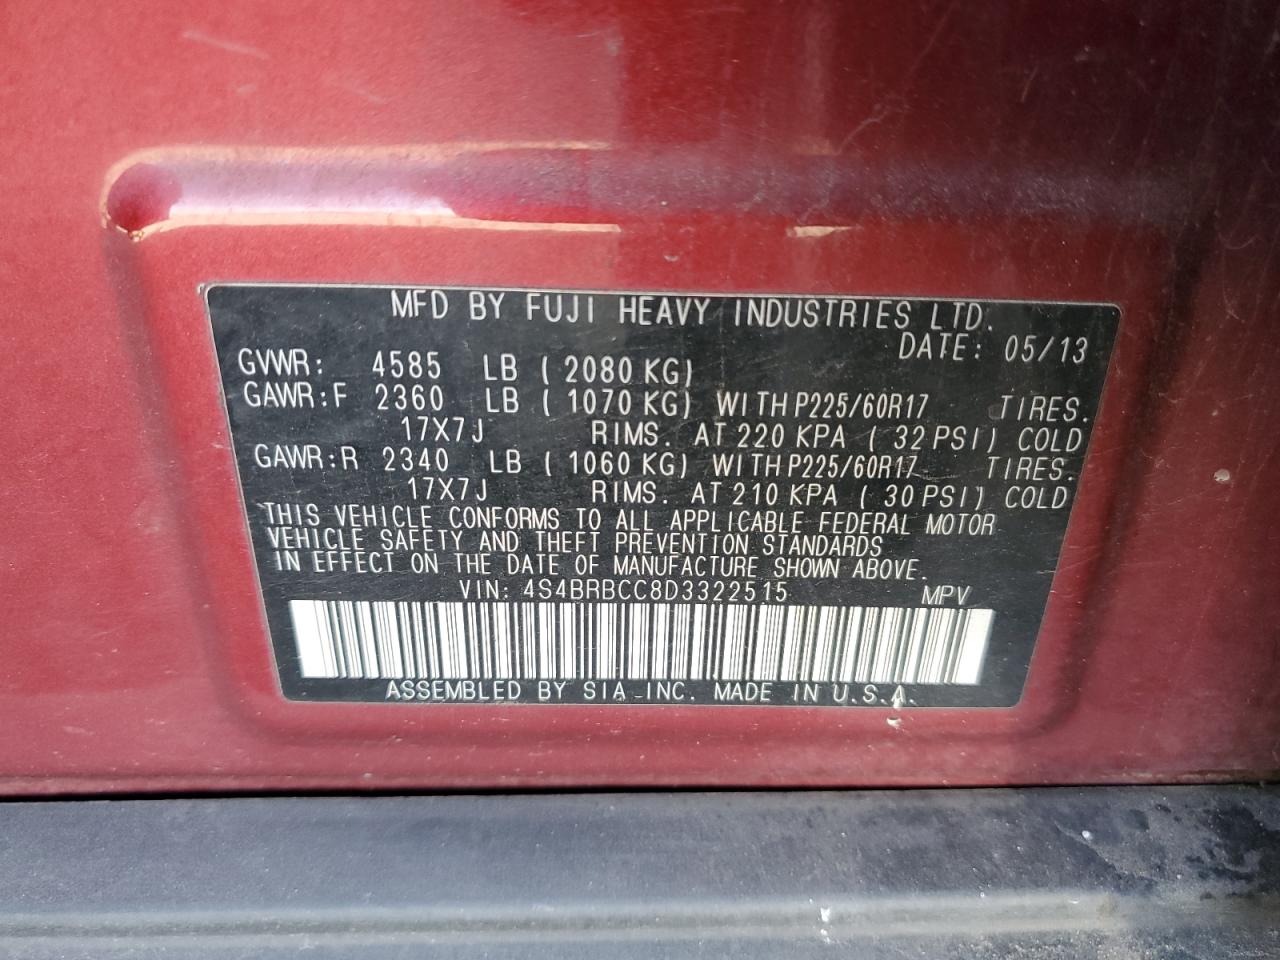 MFD BY FUJI HEAVY INDUSTRIES LTD.
DATE: 05/13
GVWR: 4585 LB ( 2080 KG)
GAWR:F 2360 LB ( 1070 KG) WITH P225/60R17 TIRES.
17X7J RIMS. AT 220 KPA ( 32 PSI) COLD
GAWR:R 2340 LB ( 1060 KG) WITH P225/60R17 TIRES.
17X7J RIMS. AT 210 KPA ( 30 PSI) COLD
THIS VEHICLE CONFORMS TO ALL APPLICABLE FEDERAL MOTOR
VEHICLE SAFETY AND THEFT PREVENTION STANDARDS
IN EFFECT ON THE DATE OF MANUFACTURE SHOWN ABOVE.
VIN: 4S4BRBCC8D3322515 MPV
ASSEMBLED BY SIA INC. MADE IN U.S.A.